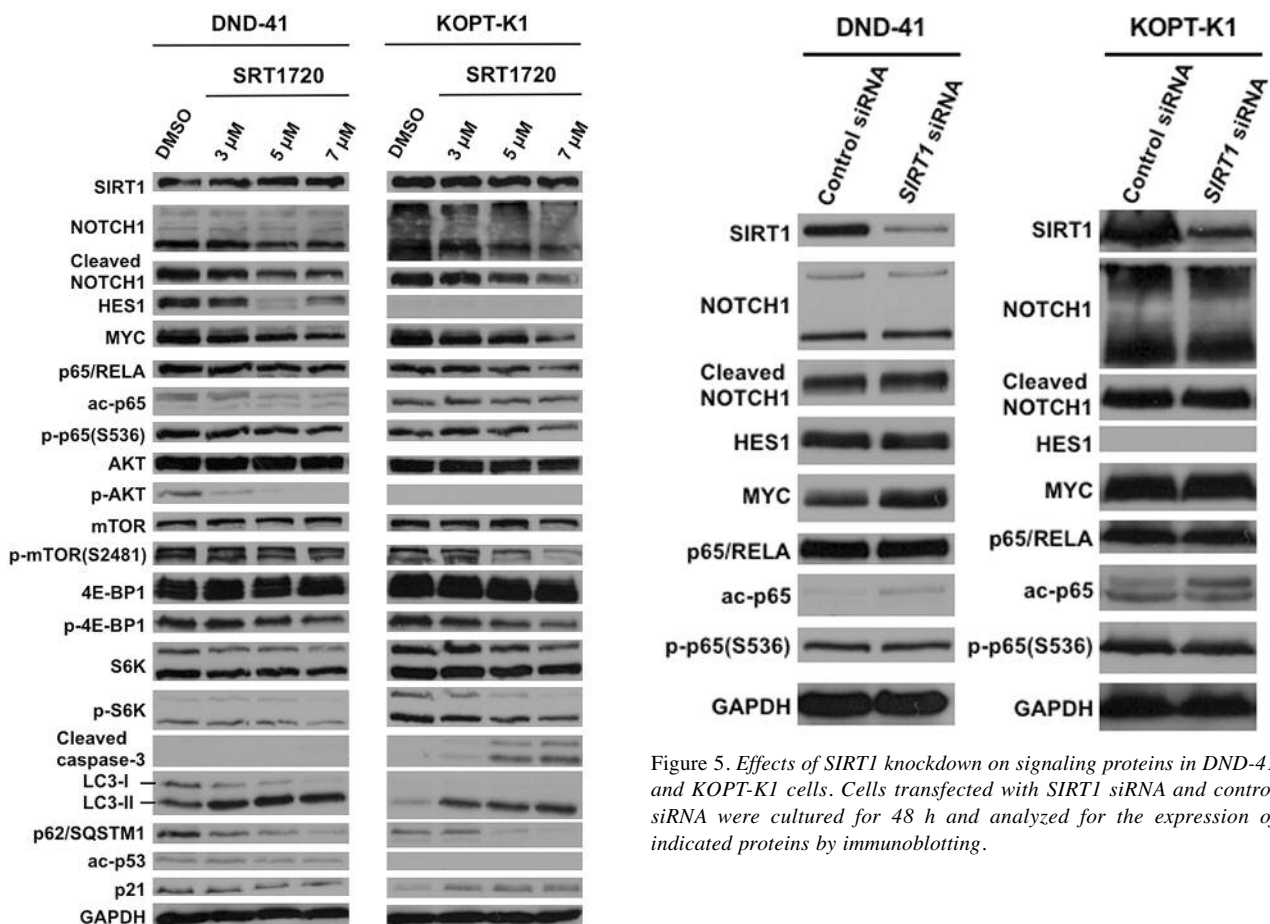 DND-41
KOPT-K1
SRT1720
SRT1720
DMSO
3 µM
5 µM
7 µM
DMSO
3 µM
5 µM
7 µM
SIRT1
NOTCH1
Cleaved
NOTCH1
HES1
MYC
p65/RELA
ac-p65
p-p65(S536)
AKT
p-AKT
mTOR
p-mTOR(S2481)
4E-BP1
p-4E-BP1
S6K
p-S6K
Cleaved
caspase-3
LC3-I
LC3-II
p62/SQSTM1
ac-p53
p21
GAPDH
DND-41
Control siRNA
SIRT1 siRNA
SIRT1
NOTCH1
Cleaved
NOTCH1
HES1
MYC
p65/RELA
ac-p65
p-p65(S536)
GAPDH
KOPT-K1
Control siRNA
SIRT1 siRNA
SIRT1
NOTCH1
Cleaved
NOTCH1
HES1
MYC
p65/RELA
ac-p65
p-p65(S536)
GAPDH
Figure 5. Effects of SIRT1 knockdown on signaling proteins in DND-41
and KOPT-K1 cells. Cells transfected with SIRT1 siRNA and contro
siRNA were cultured for 48 h and analyzed for the expression o
indicated proteins by immunoblotting.